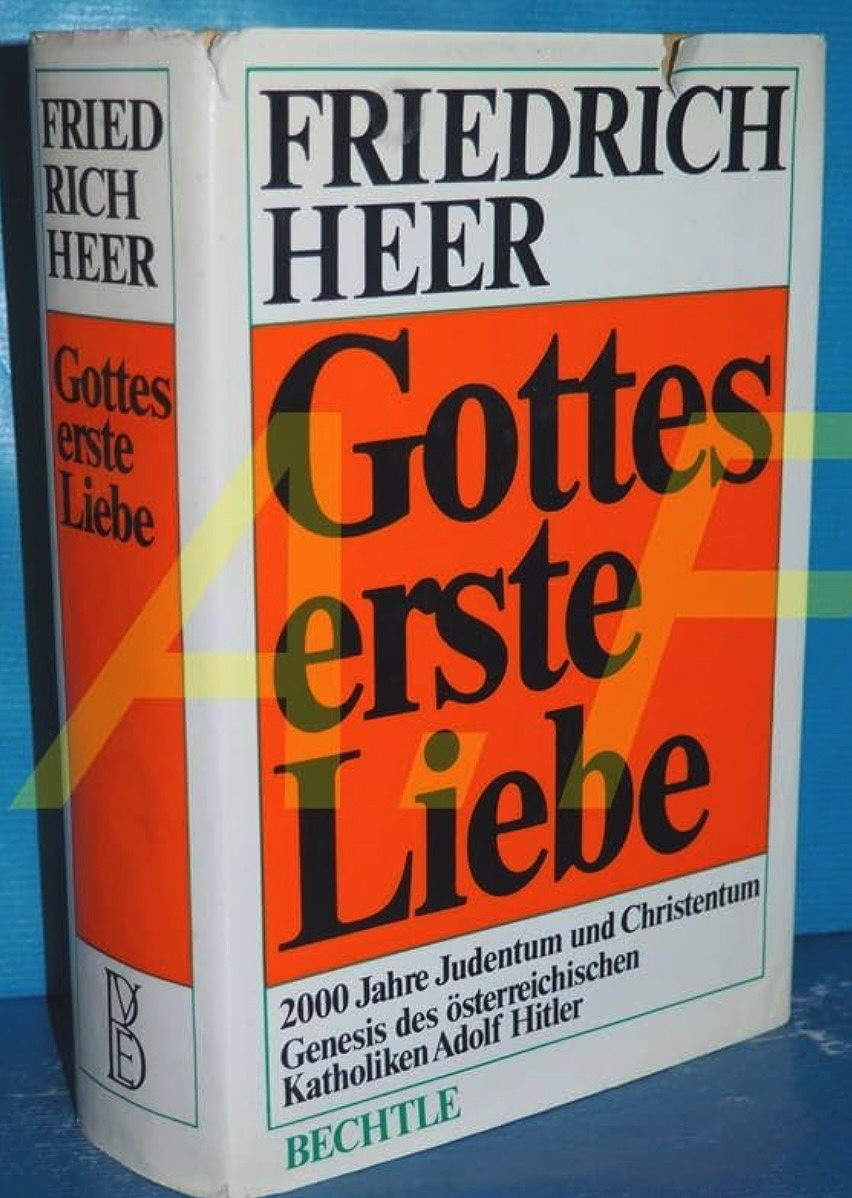 FRIED
RICH
HEER
Gottes
erste
Liebe
FRIEDRICH
HEER
Gottes
erste
Liebe
2000 Jahre Judentum und Christentum
Genesis des österreichischen
Katholiken Adolf Hitler
BECHTLE
A.F